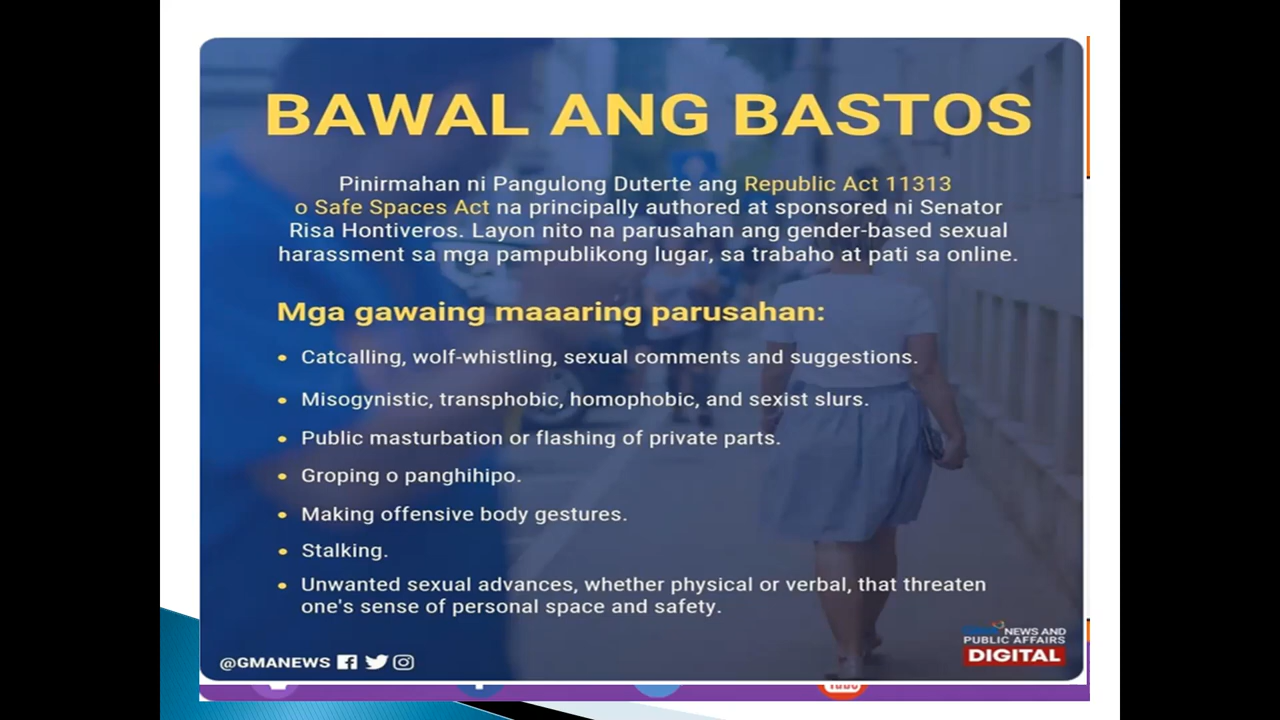 BAWAL ANG BASTOS
Pinirmahan ni Pangulong Duterte ang Republic Act 11313
o Safe Spaces Act na principally authored at sponsored ni Senator
Risa Hontiveros. Layon nito na parusahan ang gender-based sexual
harassment sa mga pampublikong lugar, sa trabaho at pati sa online.
Mga gawaing maaaring parusahan:
• Catcalling, wolf-whistling, sexual comments and suggestions.
• Misogynistic, transphobic, homophobic, and sexist slurs.
• Public masturbation or flashing of private parts.
• Groping o panghihipo.
• Making offensive body gestures.
• Stalking.
• Unwanted sexual advances, whether physical or verbal, that threaten
one's sense of personal space and safety.
@GMANEWS
NEWS AND
PUBLIC AFFAIRS
DIGITAL